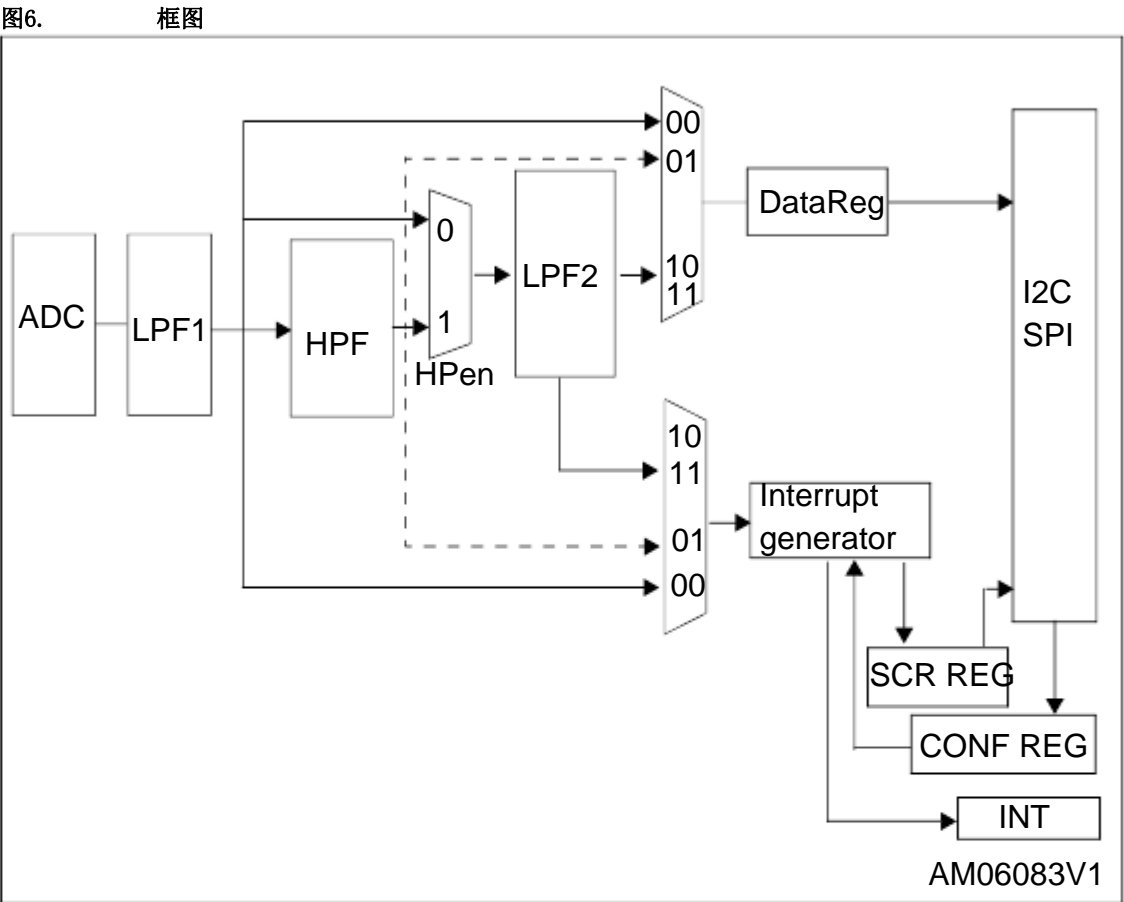 图6. 框图
00
01
DataReg
0
10
11
LPF2
I2C
SPI
ADC
LPF1
HPF
1
HPen
10
11
Interrupt
generator
01
00
SCR REG
CONF REG
INT
AM06083V1